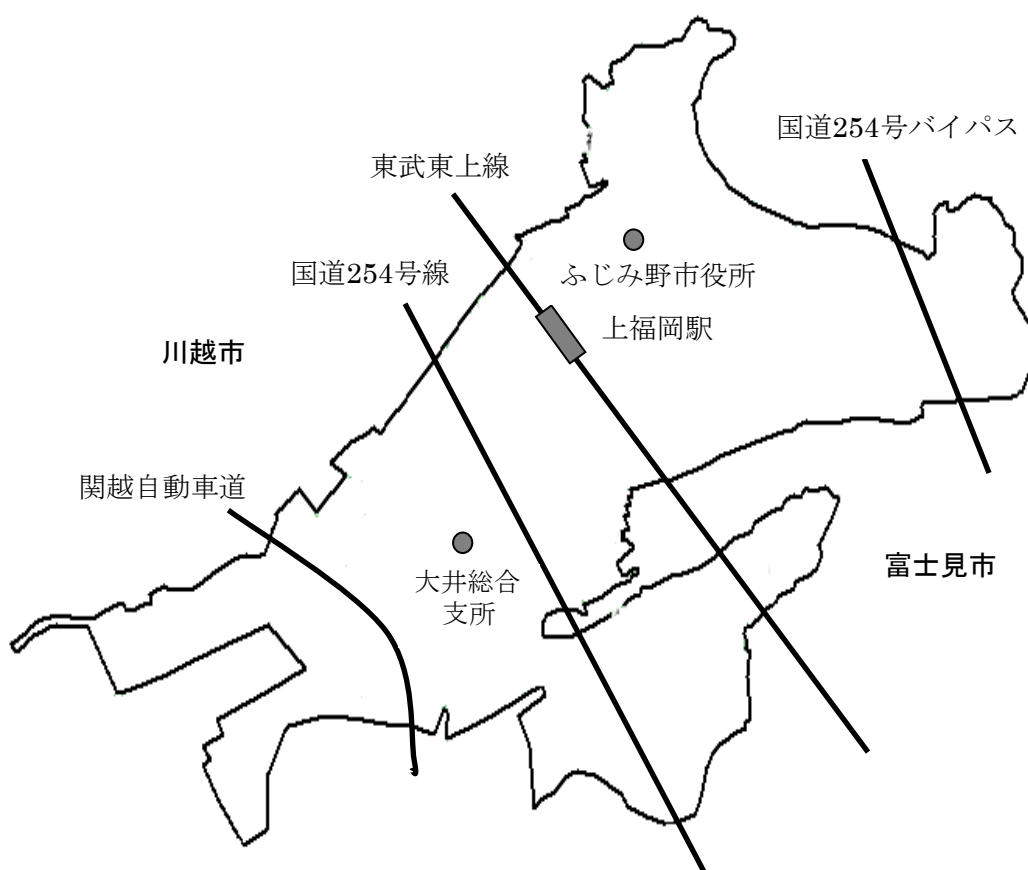 国道254号バイパス
東武東上線
ふじみ野市役所
国道254号線
上福岡駅
川越市
関越自動車道
富士見市
大井総合
支所